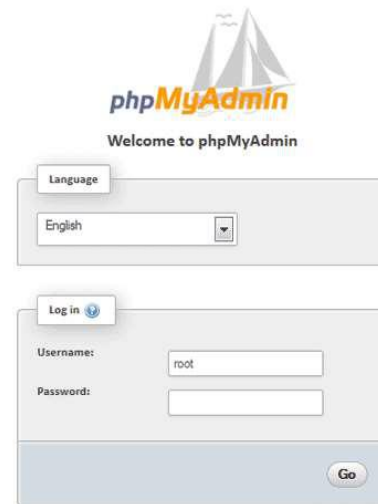 phpMyAdmin
Welcome to phpMyAdmin
Language
English
Log in
Username:
root
Password:
Go